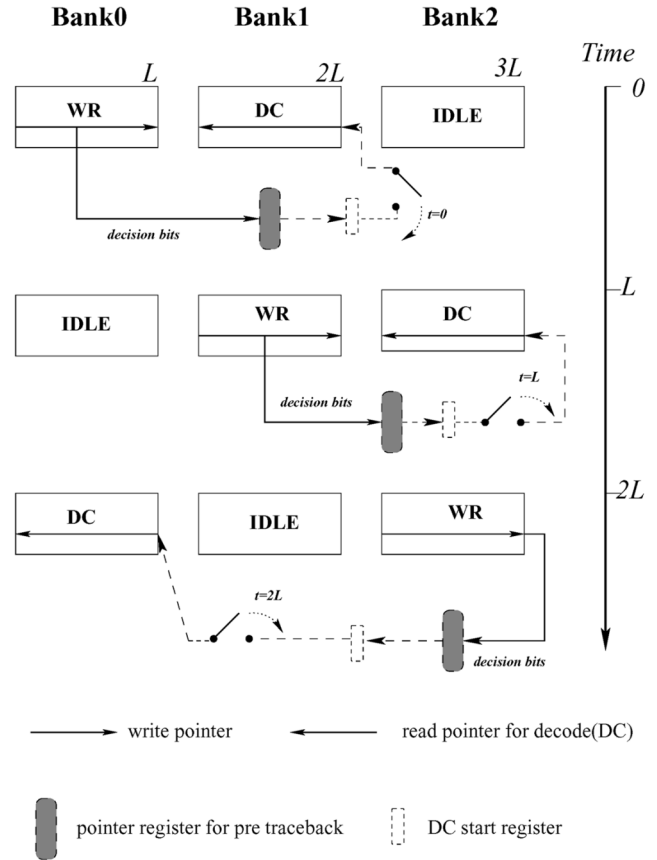 Bank0 Bank1 Bank2
L 2L 3L Time
WR DC IDLE 0
t=0
decision bits
L
IDLE WR DC
t=L
decision bits
2L
DC IDLE WR
t=2L
decision bits
write pointer read pointer for decode(DC)
pointer register for pre traceback DC start register